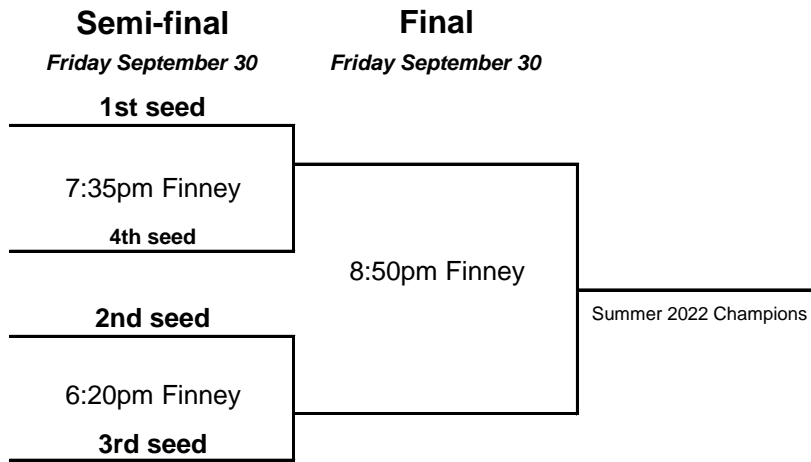 Semi-final
Final
Friday September 30
Friday September 30
1st seed
7:35pm Finney
4th seed
8:50pm Finney
2nd seed
Summer 2022 Champions
6:20pm Finney
3rd seed